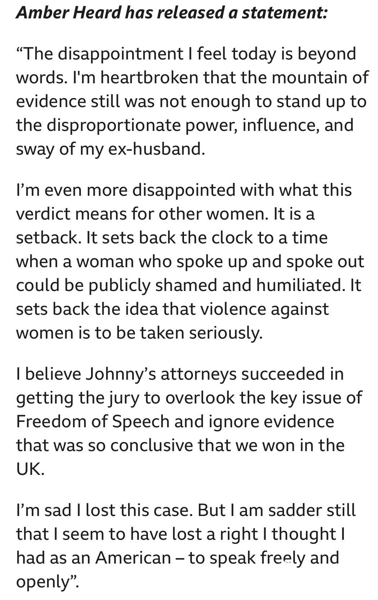 Amber Heard has released a statement:
“The disappointment I feel today is beyond
words. I'm heartbroken that the mountain of
evidence still was not enough to stand up to
the disproportionate power, influence, and
sway of my ex-husband.
I’m even more disappointed with what this
verdict means for other women. It is a
setback. It sets back the clock to a time
when a woman who spoke up and spoke out
could be publicly shamed and humiliated. It
sets back the idea that violence against
women is to be taken seriously.
I believe Johnny’s attorneys succeeded in
getting the jury to overlook the key issue of
Freedom of Speech and ignore evidence
that was so conclusive that we won in the
UK.
I’m sad I lost this case. But I am sadder still
that I seem to have lost a right I thought I
had as an American – to speak freely and
openly”.